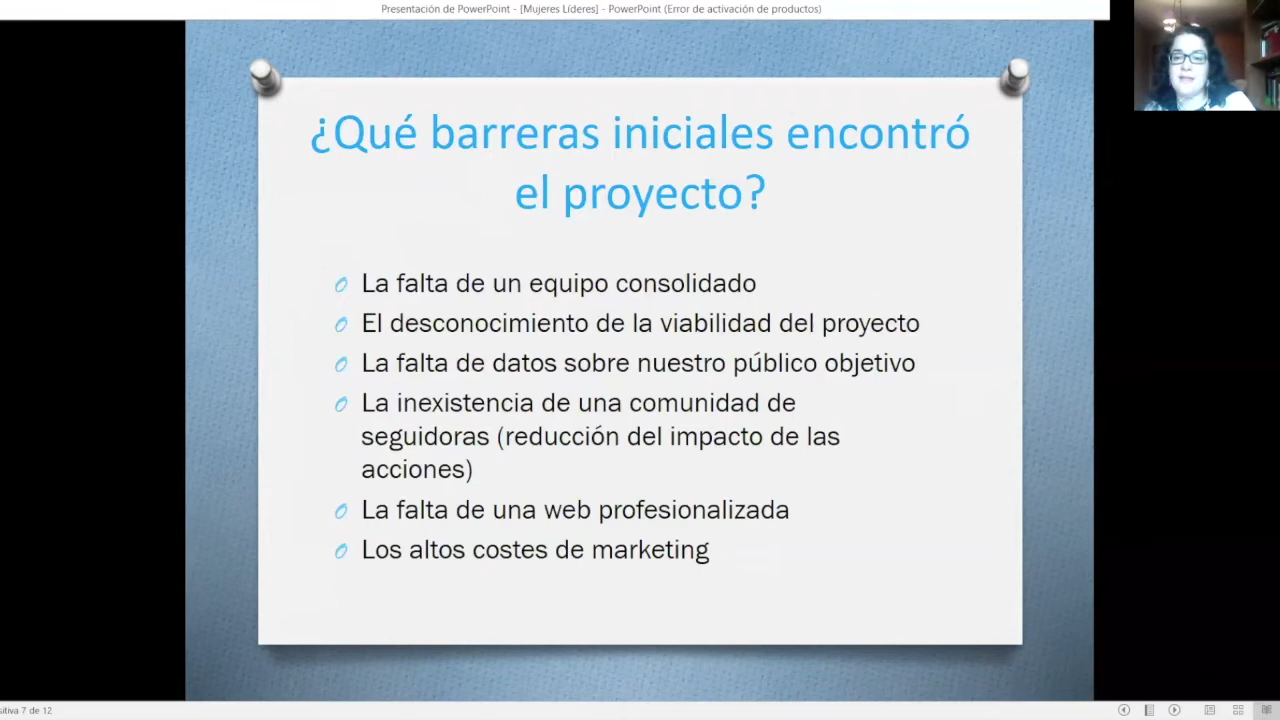 Presentación de PowerPoint - [Mujeres Líderes] - PowerPoint (Error de activación de productos)
¿Qué barreras iniciales encontró
el proyecto?
La falta de un equipo consolidado
El desconocimiento de la viabilidad del proyecto
La falta de datos sobre nuestro público objetivo
La inexistencia de una comunidad de
seguidoras (reducción del impacto de las
acciones)
La falta de una web profesionalizada
Los altos costes de marketing
sitiva 7 de 12